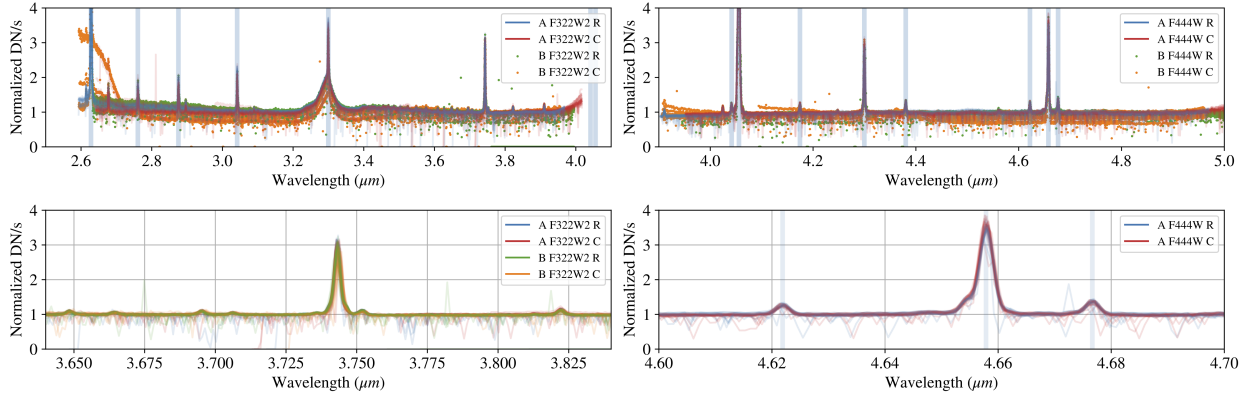 Normalized DN/s
4
3
2
1
0
2.6 2.8 3.0 3.2 3.4 3.6 3.8 4.0
Wavelength (µm)
A F322W2 R
A F322W2 C
B F322W2 R
B F322W2 C
Normalized DN/s
4
3
2
1
0
4.0 4.2 4.4 4.6 4.8 5.0
Wavelength (µm)
A F444W R
A F444W C
B F444W R
B F444W C
Normalized DN/s
4
3
2
1
0
3.650 3.675 3.700 3.725 3.750 3.775 3.800 3.825
Wavelength (µm)
A F322W2 R
A F322W2 C
B F322W2 R
B F322W2 C
Normalized DN/s
4
3
2
1
0
4.60 4.62 4.64 4.66 4.68 4.70
Wavelength (µm)
A F444W R
A F444W C